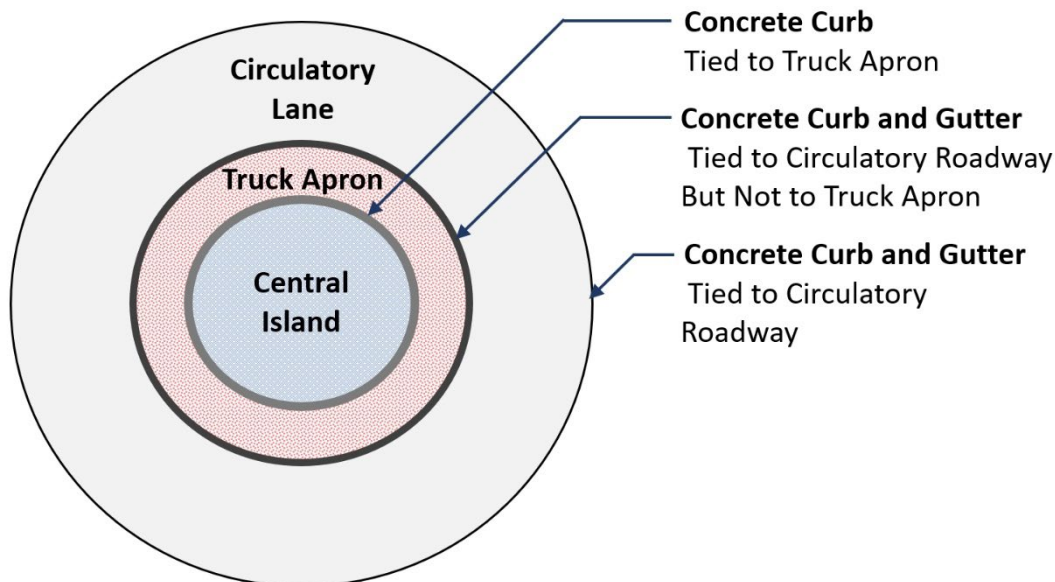 Circulatory
Lane
Truck Apron
Central
Island
Concrete Curb
Tied to Truck Apron
Concrete Curb and Gutter
Tied to Circulatory Roadway
But Not to Truck Apron
Concrete Curb and Gutter
Tied to Circulatory
Roadway